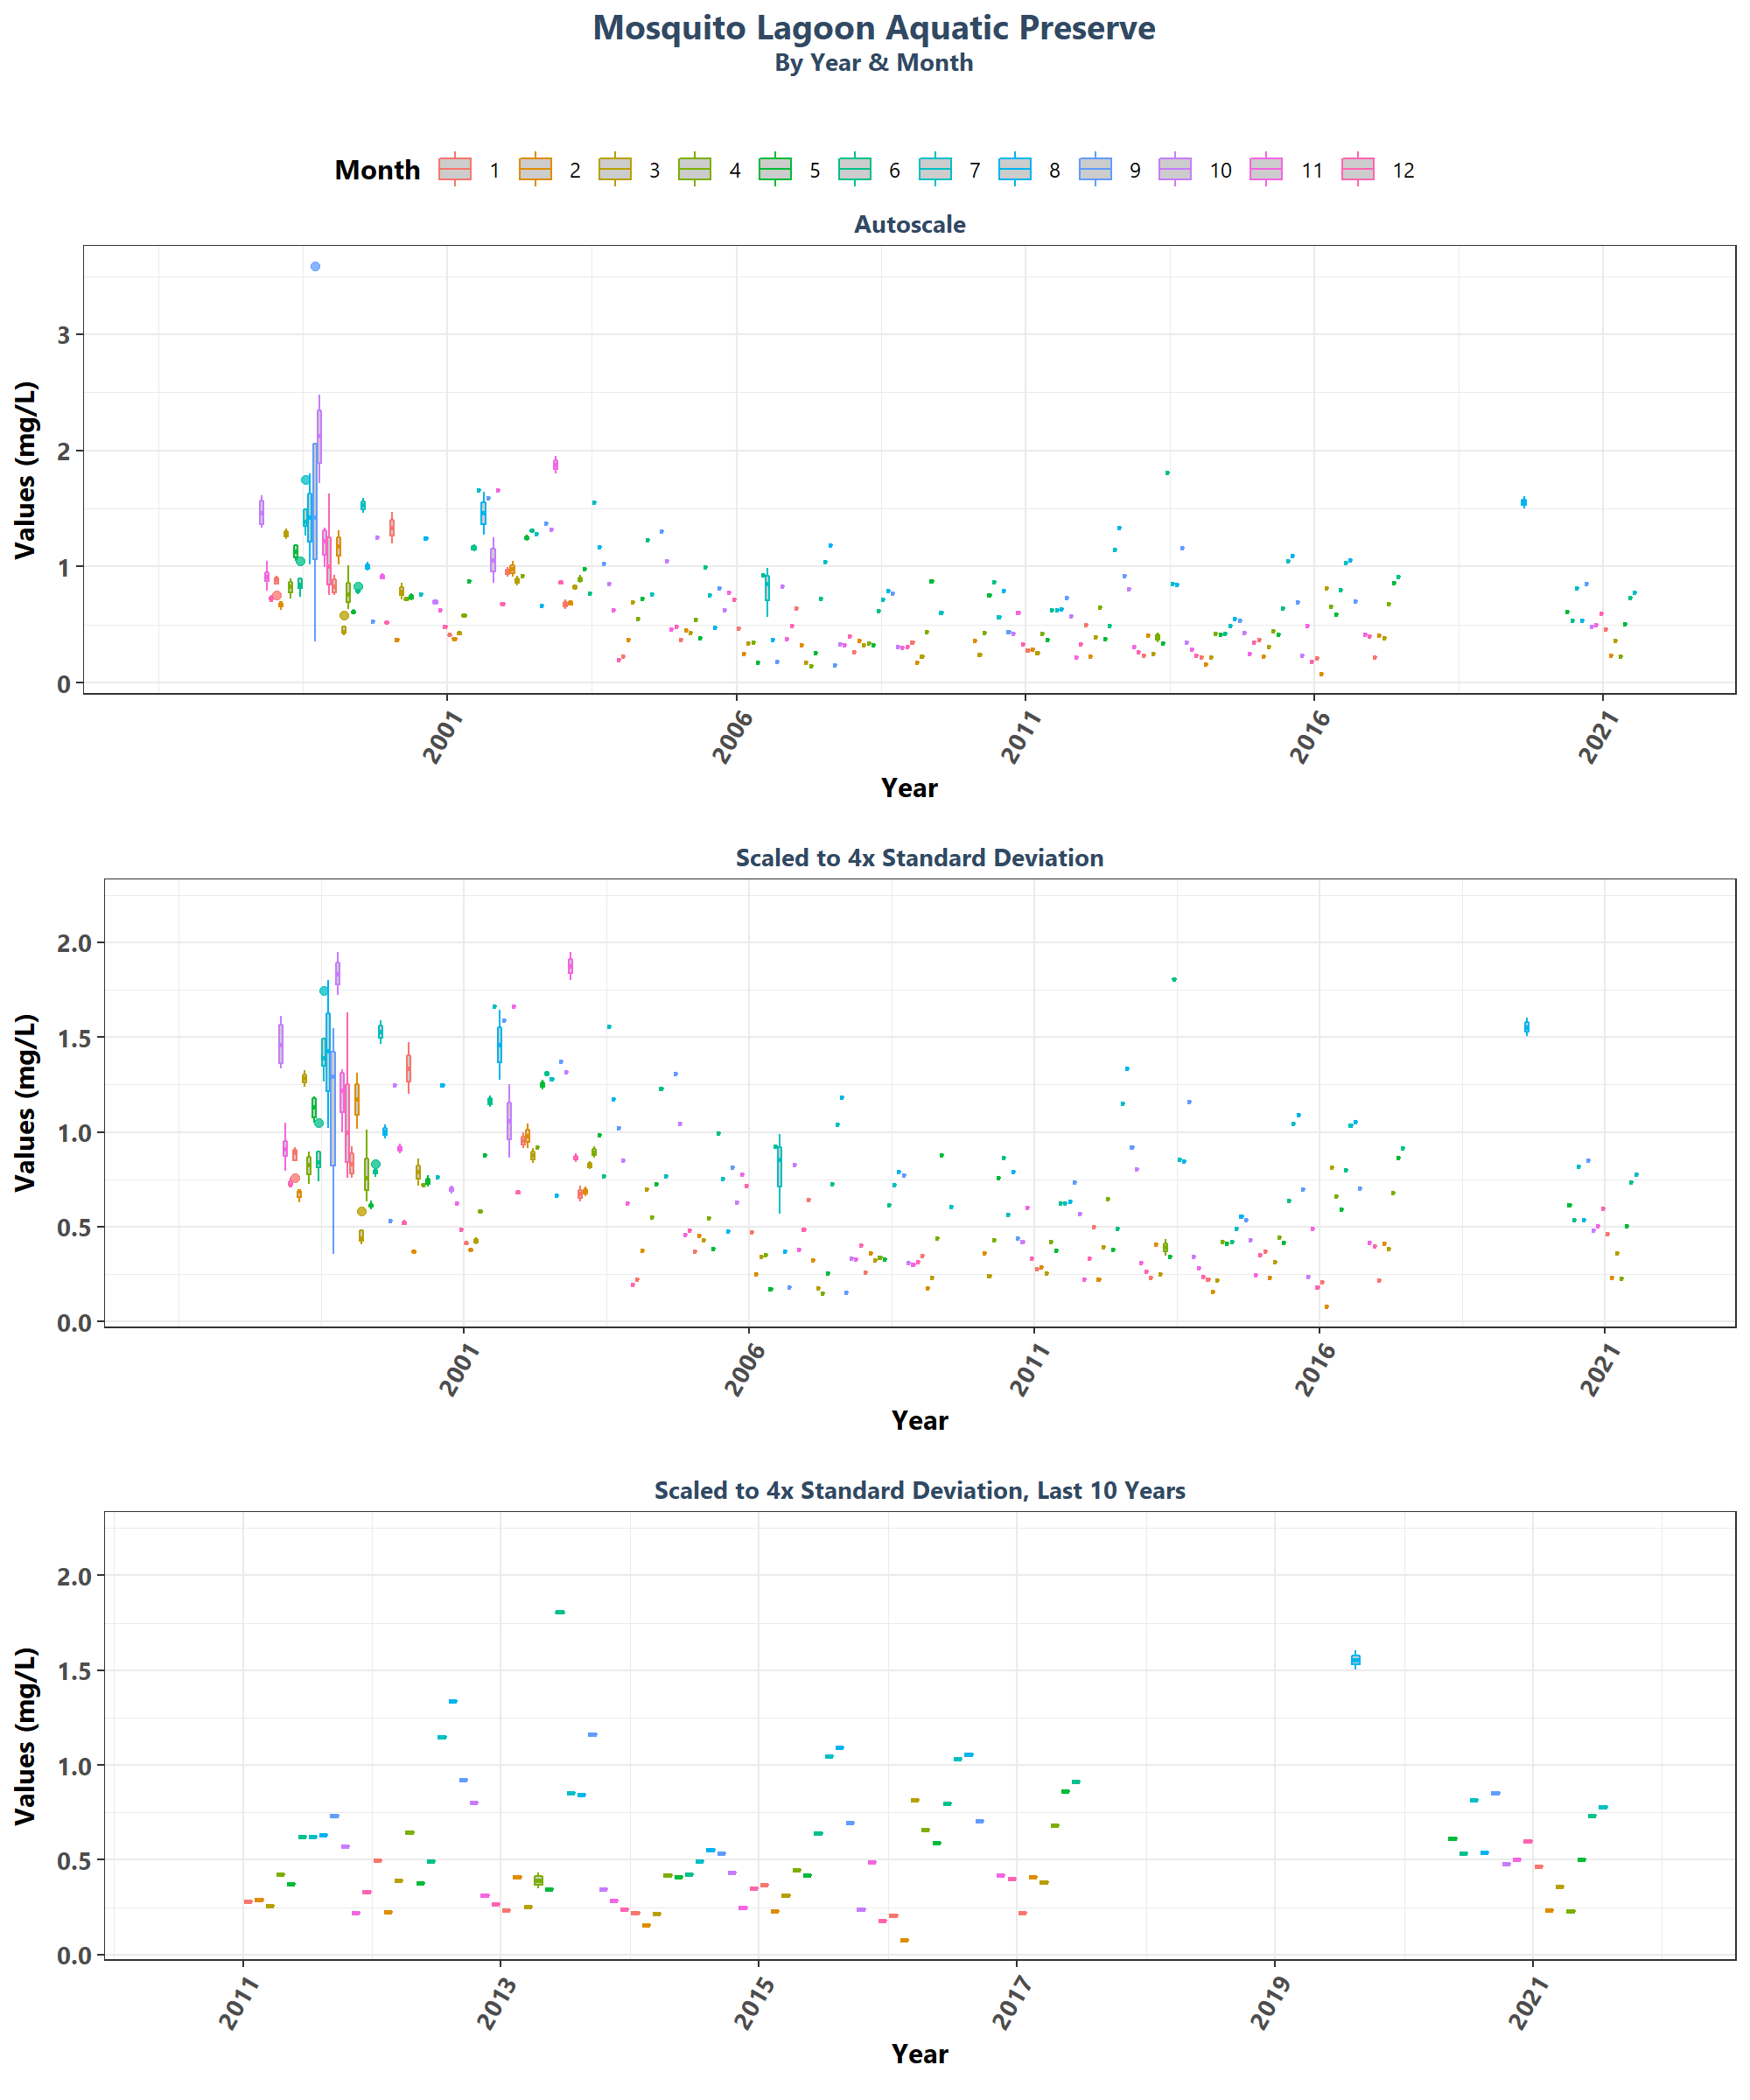 Mosquito Lagoon Aquatic Preserve
By Year & Month
Month 1 2 3 4 5 6 7 8 9 10 11 12
Autoscale
Values (mg/L)
3
2
1
0
2001 2006 2011 2016 2021
Year
Scaled to 4x Standard Deviation
Values (mg/L)
2.0
1.5
1.0
0.5
0.0
2001 2006 2011 2016 2021
Year
Scaled to 4x Standard Deviation, Last 10 Years
Values (mg/L)
2.0
1.5
1.0
0.5
0.0
2011 2013 2015 2017 2019 2021
Year